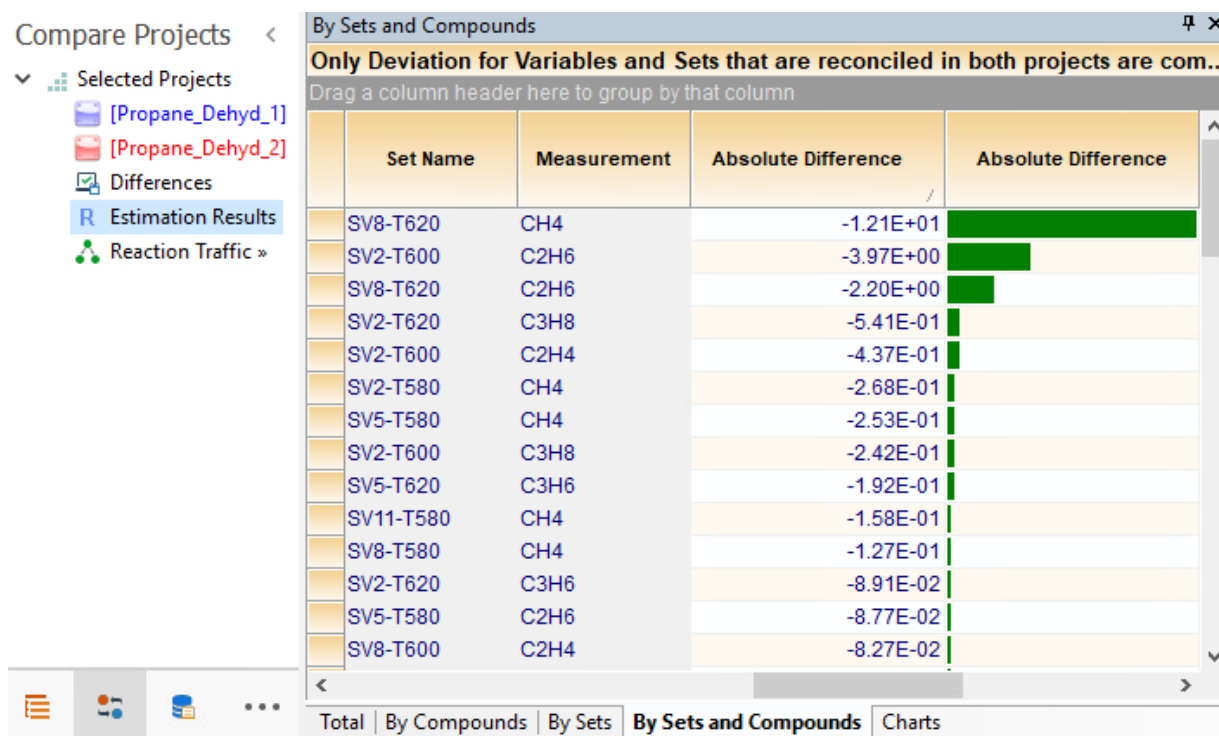 Compare Projects <
Selected Projects
[Propane_Dehyd_1]
[Propane_Dehyd_2]
Differences
R Estimation Results
Reaction Traffic »
By Sets and Compounds
Only Deviation for Variables and Sets that are reconciled in both projects are com...
Drag a column header here to group by that column
Set Name Measurement Absolute Difference Absolute Difference
SV8-T620 CH4 -1.21E+01
SV2-T600 C2H6 -3.97E+00
SV8-T620 C2H6 -2.20E+00
SV2-T620 C3H8 -5.41E-01
SV2-T600 C2H4 -4.37E-01
SV2-T580 CH4 -2.68E-01
SV5-T580 CH4 -2.53E-01
SV2-T600 C3H8 -2.42E-01
SV5-T620 C3H6 -1.92E-01
SV11-T580 CH4 -1.58E-01
SV8-T580 CH4 -1.27E-01
SV2-T620 C3H6 -8.91E-02
SV5-T580 C2H6 -8.77E-02
SV8-T600 C2H4 -8.27E-02
Total By Compounds By Sets By Sets and Compounds Charts